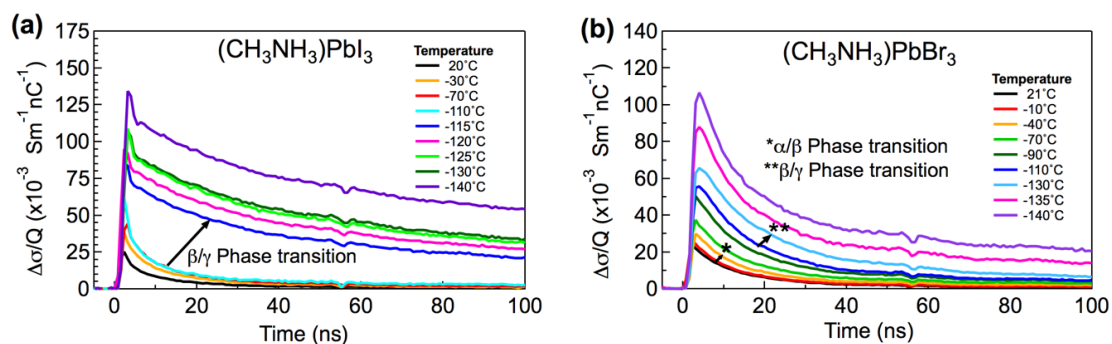 (a)
(CH3NH3)PbI3
Δσ/Q (x10⁻³ Sm⁻¹nC⁻¹)
175
150
125
100
75
50
25
0
Temperature
20˚C
-30˚C
-70˚C
-110˚C
-115˚C
-120˚C
-125˚C
-130˚C
-140˚C
β/γ Phase transition
0 20 40 60 80 100
Time (ns)
(b)
(CH3NH3)PbBr3
Δσ/Q (x10⁻³ Sm⁻¹nC⁻¹)
140
120
100
80
60
40
20
0
Temperature
21˚C
-10˚C
-40˚C
-70˚C
-90˚C
-110˚C
-130˚C
-135˚C
-140˚C
*α/β Phase transition
**β/γ Phase transition
**
*
0 20 40 60 80 100
Time (ns)